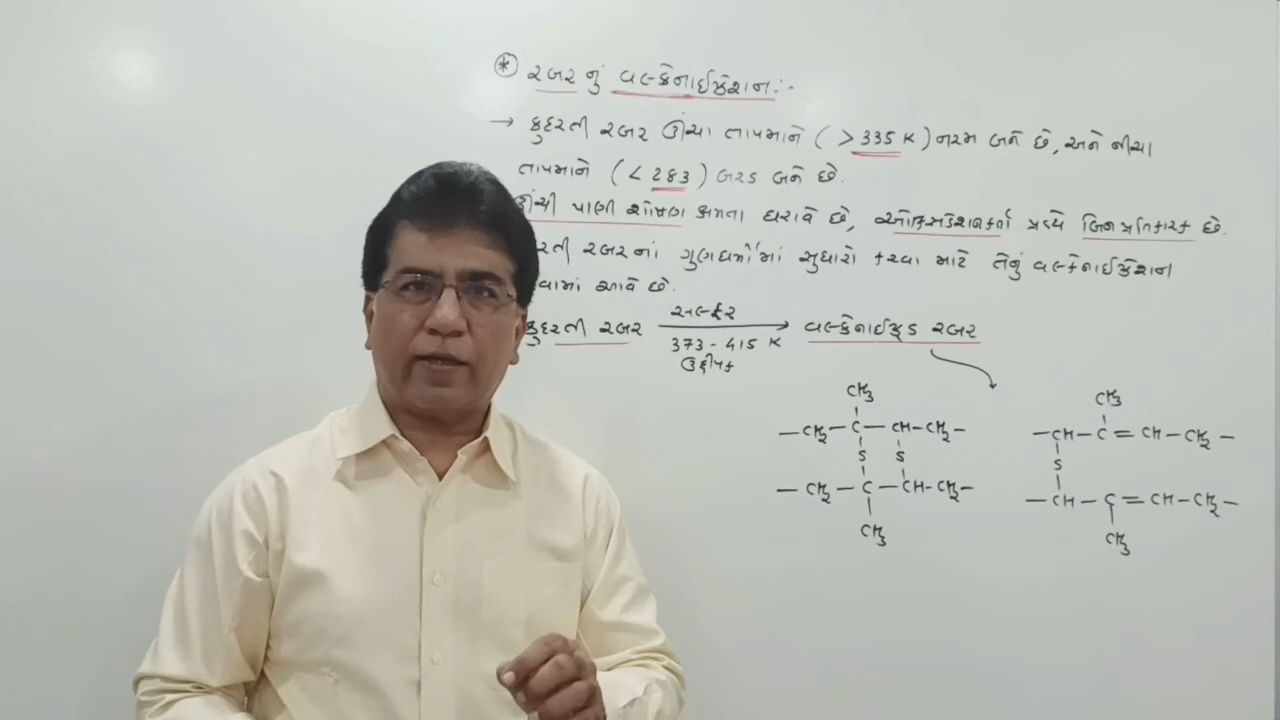 * રબર નું વલ્કેનાઈઝેશન :-
→ કુદરતી રબર ઊંચા તાપમાને ( > 335 K ) નરમ બને છે, અને નીચા
તાપમાને ( < 283 ) બરડ બને છે.
ઊંચી પાણી શોષણ ક્ષમતા ધરાવે છે, ઓક્સિડેશનકર્તા પ્રત્યે બિનપ્રતિકારક છે.
રબરનાં ગુણધર્મોમાં સુધારો કરવા માટે તેનું વલ્કેનાઈઝેશન
આવે છે.
કુદરતી રબર સલ્ફર → વલ્કેનાઈઝ્ડ રબર
373 - 415 K
ઉદ્દીપક
CH₃ CH₃
— CH₂ — C — CH — CH₂ — — CH — C = CH — CH₂ —
S S S
— CH₂ — C — CH — CH₂ — — CH — C = CH — CH₂ —
CH₃ CH₃